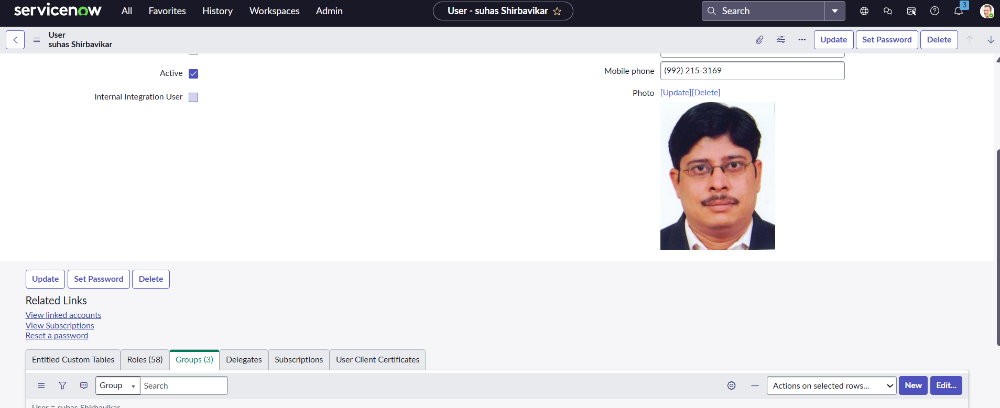 servicenow All Favorites History Workspaces Admin User - suhas Shirbavikar Search 3
User
suhas Shirbavikar
Update Set Password Delete
Active
Mobile phone (992) 215-3169
Internal Integration User
Photo [Update][Delete]
Update Set Password Delete
Related Links
View linked accounts
View Subscriptions
Reset a password
Entitled Custom Tables Roles (58) Groups (3) Delegates Subscriptions User Client Certificates
Group Search Actions on selected rows... New Edit...
User = suhas Shirbavikar